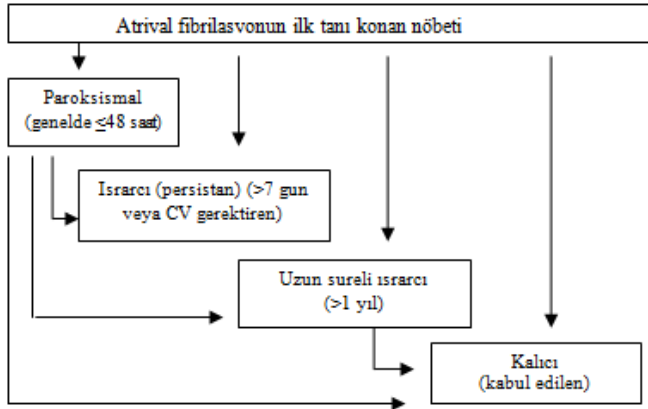 Atrival fibrilasvonun ilk tanı konan nöbeti
Paroksismal
(genelde ≤48 saat)
Israrcı (persistan) (>7 gun
veya CV gerektiren)
Uzun sureli ısrarcı
(>1 yıl)
Kalıcı
(kabul edilen)